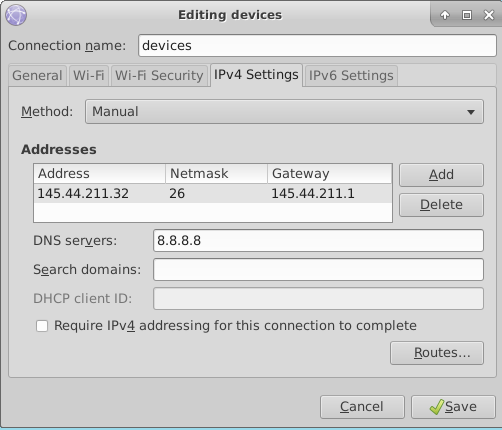 Editing devices
Connection name: devices
General Wi-Fi Wi-Fi Security IPv4 Settings IPv6 Settings
Method: Manual
Addresses
Address Netmask Gateway
145.44.211.32 26 145.44.211.1
Add
Delete
DNS servers: 8.8.8.8
Search domains:
DHCP client ID:
Require IPv4 addressing for this connection to complete
Routes...
Cancel Save